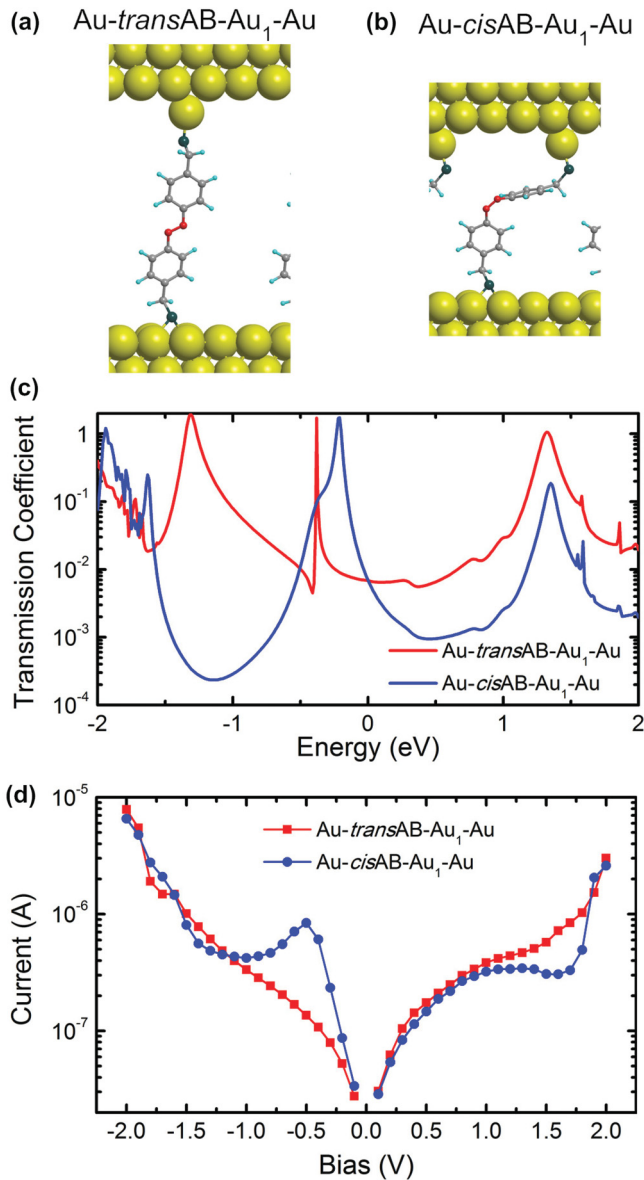 (a) Au-transAB-Au₁-Au
(b) Au-cisAB-Au₁-Au
(c)
Transmission Coefficient
1
10⁻¹
10⁻²
10⁻³
10⁻⁴
Au-transAB-Au₁-Au
Au-cisAB-Au₁-Au
-2 -1 0 1 2
Energy (eV)
(d)
Current (A)
10⁻⁵
10⁻⁶
10⁻⁷
Au-transAB-Au₁-Au
Au-cisAB-Au₁-Au
-2.0 -1.5 -1.0 -0.5 0.0 0.5 1.0 1.5 2.0
Bias (V)